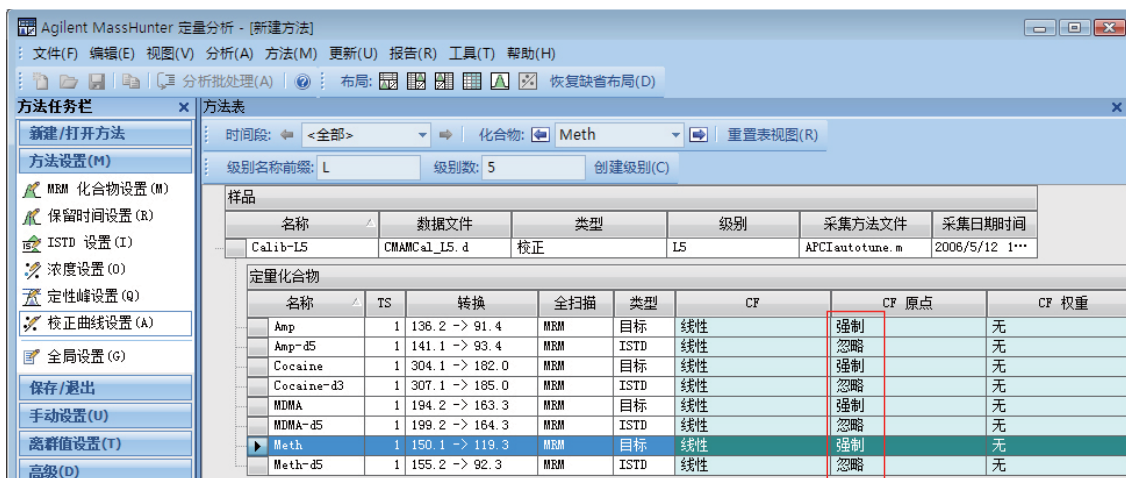 Agilent MassHunter 定量分析 - [新建方法]
文件(F) 编辑(E) 视图(V) 分析(A) 方法(M) 更新(U) 报告(R) 工具(T) 帮助(H)
分析批处理(A) 布局: 恢复缺省布局(D)
方法任务栏 × 方法表 ×
新建/打开方法
时间段: <全部> 化合物: Meth 重置表视图(R)
方法设置(M)
级别名称前缀: L 级别数: 5 创建级别(C)
MRM 化合物设置(M)
保留时间设置(R)
ISTD 设置(I)
浓度设置(O)
定性峰设置(Q)
校正曲线设置(A)
全局设置(G)
保存/退出
手动设置(U)
离群值设置(T)
高级(D)
样品
名称 数据文件 类型 级别 采集方法文件 采集日期时间
Calib-L5 CMAMCal_L5.d 校正 L5 APCIautotune.m 2006/5/12 1…
定量化合物
名称 TS 转换 全扫描 类型 CF CF 原点 CF 权重
Amp 1 136.2 -> 91.4 MRM 目标 线性 强制 无
Amp-d5 1 141.1 -> 93.4 MRM ISTD 线性 忽略 无
Cocaine 1 304.1 -> 182.0 MRM 目标 线性 强制 无
Cocaine-d3 1 307.1 -> 185.0 MRM ISTD 线性 忽略 无
MDMA 1 194.2 -> 163.3 MRM 目标 线性 强制 无
MDMA-d5 1 199.2 -> 164.3 MRM ISTD 线性 忽略 无
Meth 1 150.1 -> 119.3 MRM 目标 线性 强制 无
Meth-d5 1 155.2 -> 92.3 MRM ISTD 线性 忽略 无